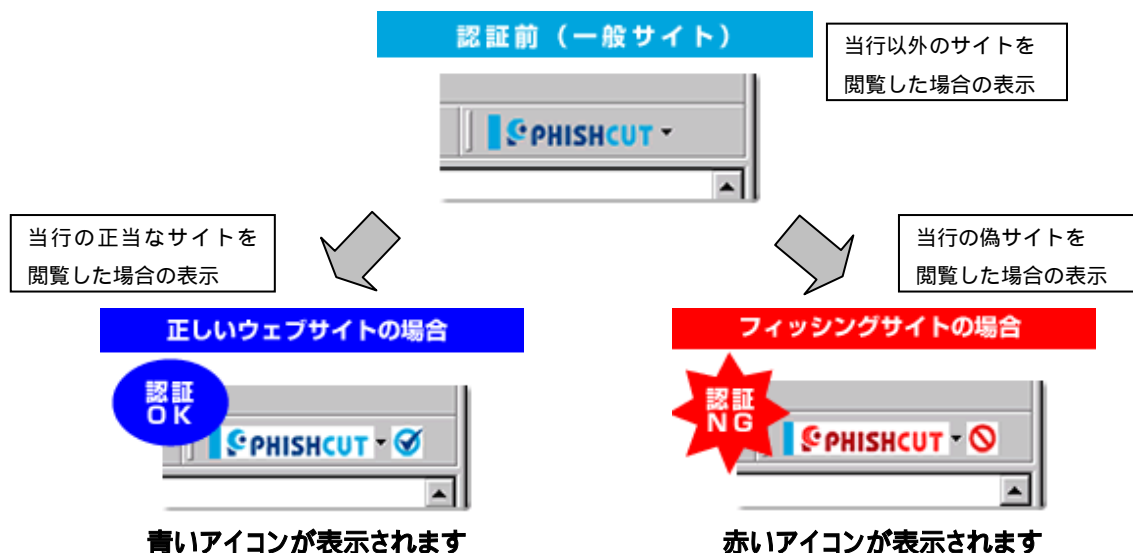 認証前（一般サイト）
当行以外のサイトを
閲覧した場合の表示
PHISHCUT
当行の正当なサイトを
閲覧した場合の表示
当行の偽サイトを
閲覧した場合の表示
正しいウェブサイトの場合
認証
OK
PHISHCUT
青いアイコンが表示されます
フィッシングサイトの場合
認証
NG
PHISHCUT
赤いアイコンが表示されます